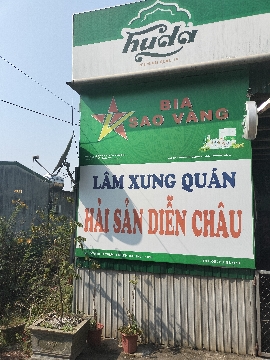 huda
BIA
SAO VÀNG
LÂM XUNG QUÁN
HẢI SẢN DIỄN CHÂU